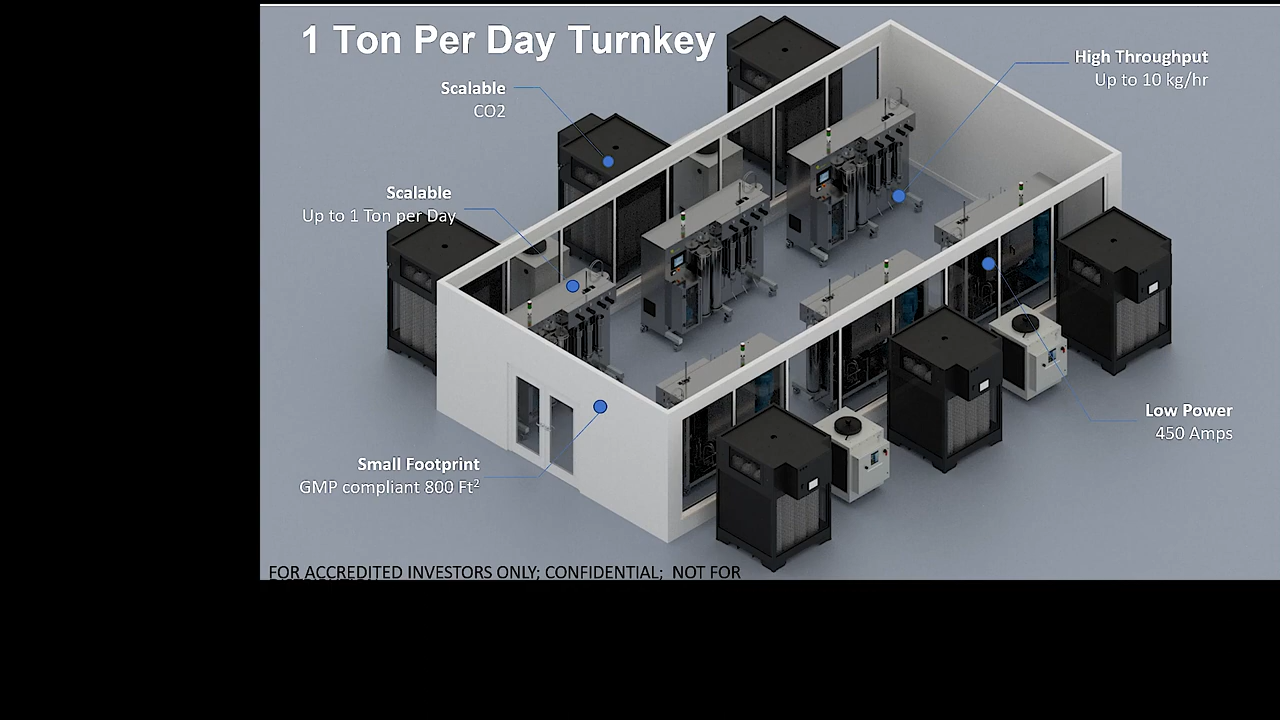 1 Ton Per Day Turnkey
High Throughput
Up to 10 kg/hr
Scalable
CO2
Scalable
Up to 1 Ton per Day
Low Power
450 Amps
Small Footprint
GMP compliant 800 Ft²
FOR ACCREDITED INVESTORS ONLY; CONFIDENTIAL; NOT FOR